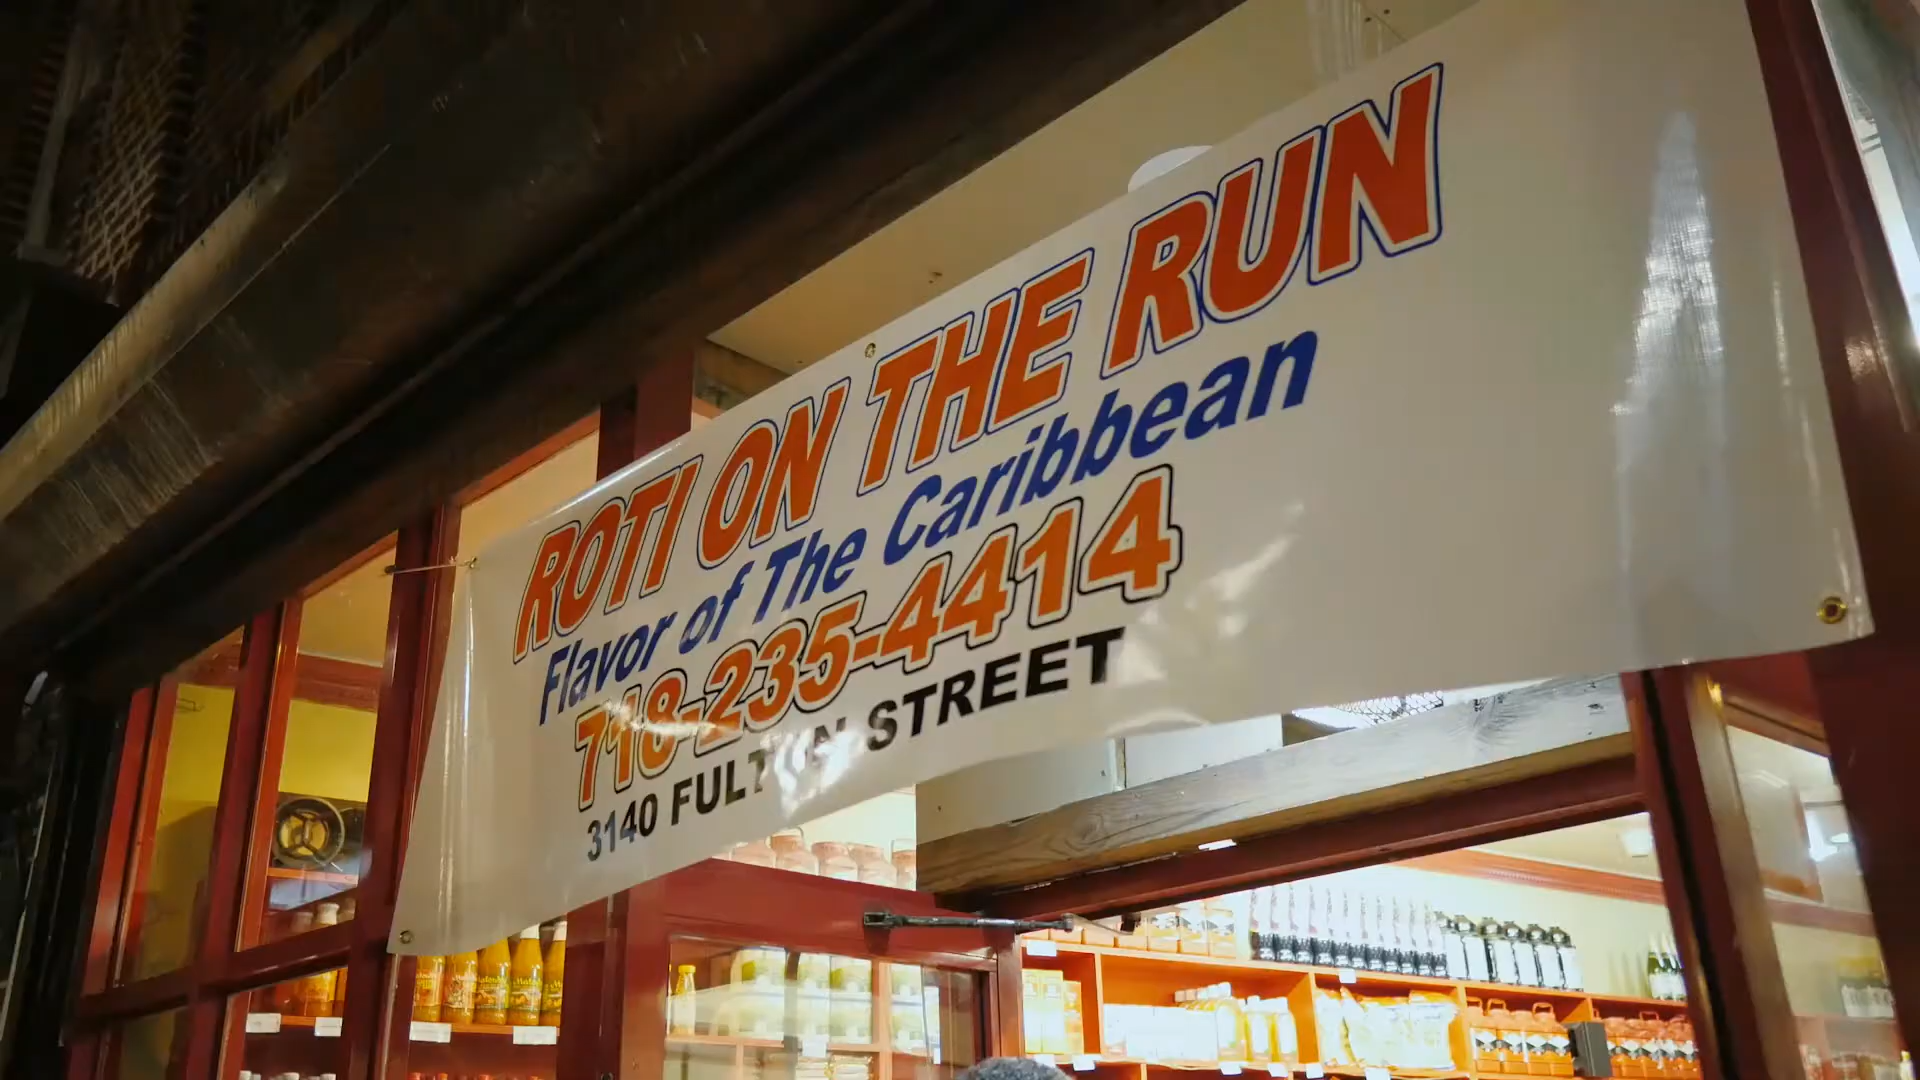 ROTI ON THE RUN
Flavor of The Caribbean
718-235-4414
3140 FULTON STREET